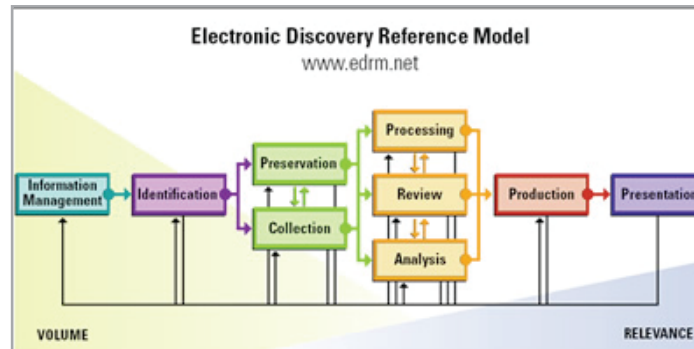 Electronic Discovery Reference Model
www.edrm.net
Information
Management
Identification
Preservation
Collection
Processing
Review
Analysis
Production
Presentation
VOLUME
RELEVANCE